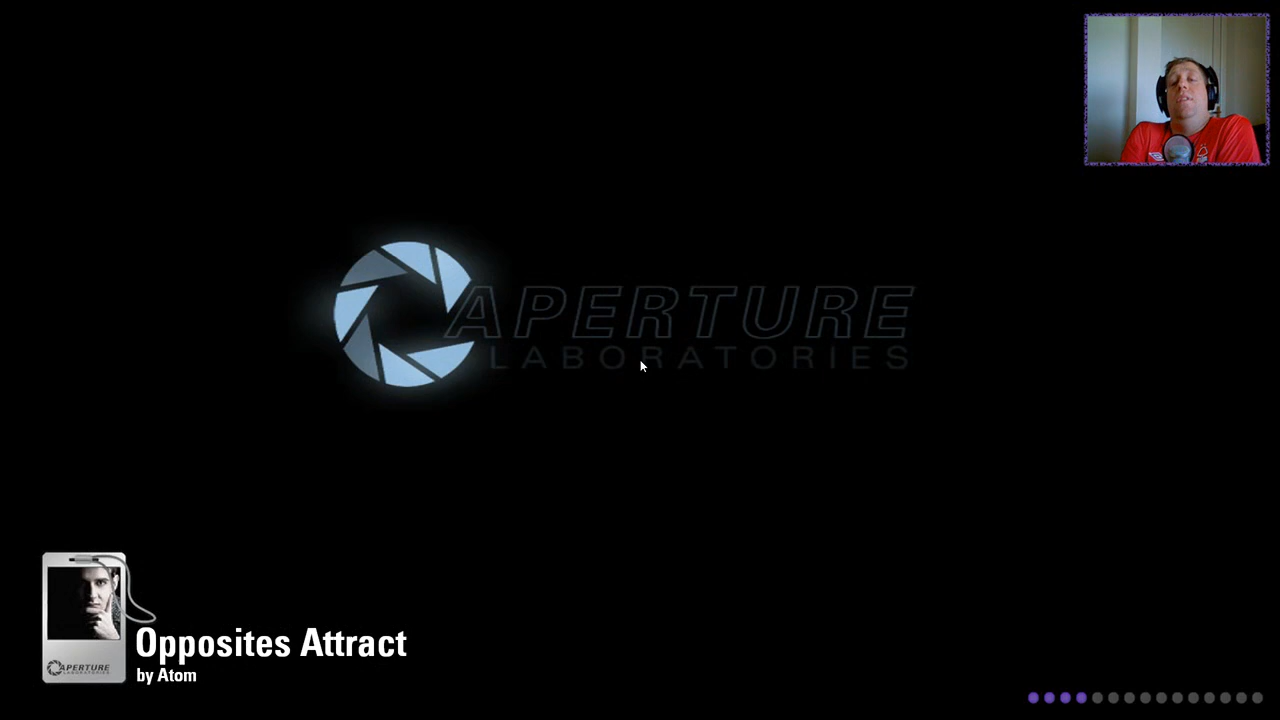 APERTURE
LABORATORIES
Opposites Attract
by Atom
APERTURE
LABORATORIES